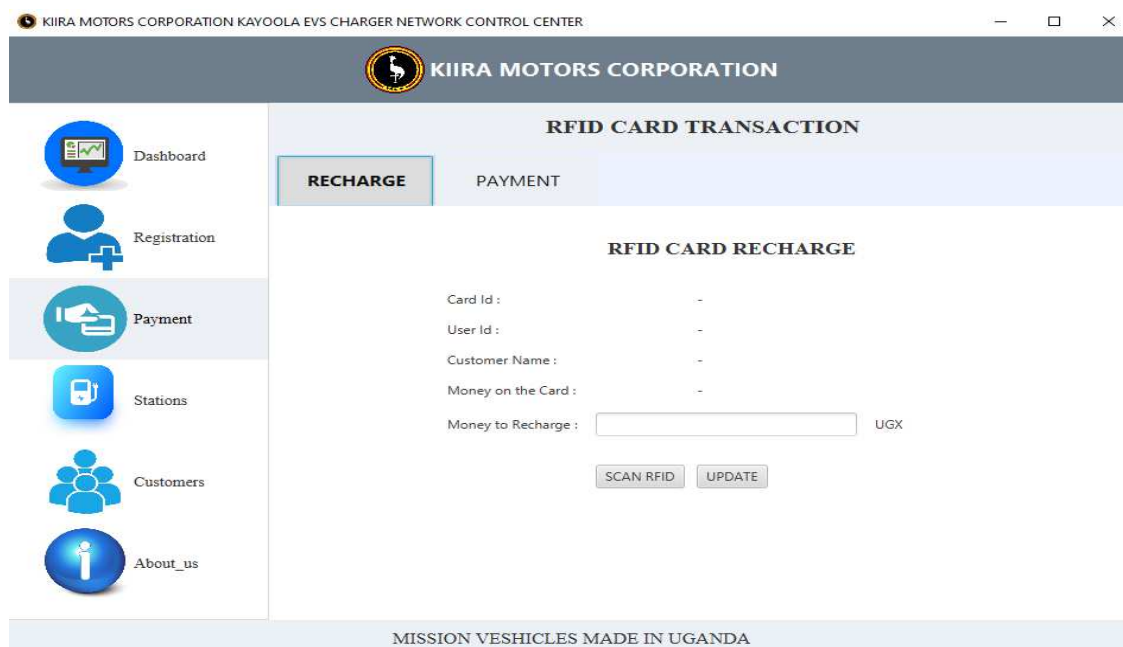 KIIRA MOTORS CORPORATION KAYOOLA EVS CHARGER NETWORK CONTROL CENTER
KIIRA MOTORS CORPORATION
Dashboard
Registration
Payment
Stations
Customers
About_us
RFID CARD TRANSACTION
RECHARGE PAYMENT
RFID CARD RECHARGE
Card Id : -
User Id : -
Customer Name : -
Money on the Card : -
Money to Recharge : UGX
SCAN RFID UPDATE
MISSION VESHICLES MADE IN UGANDA